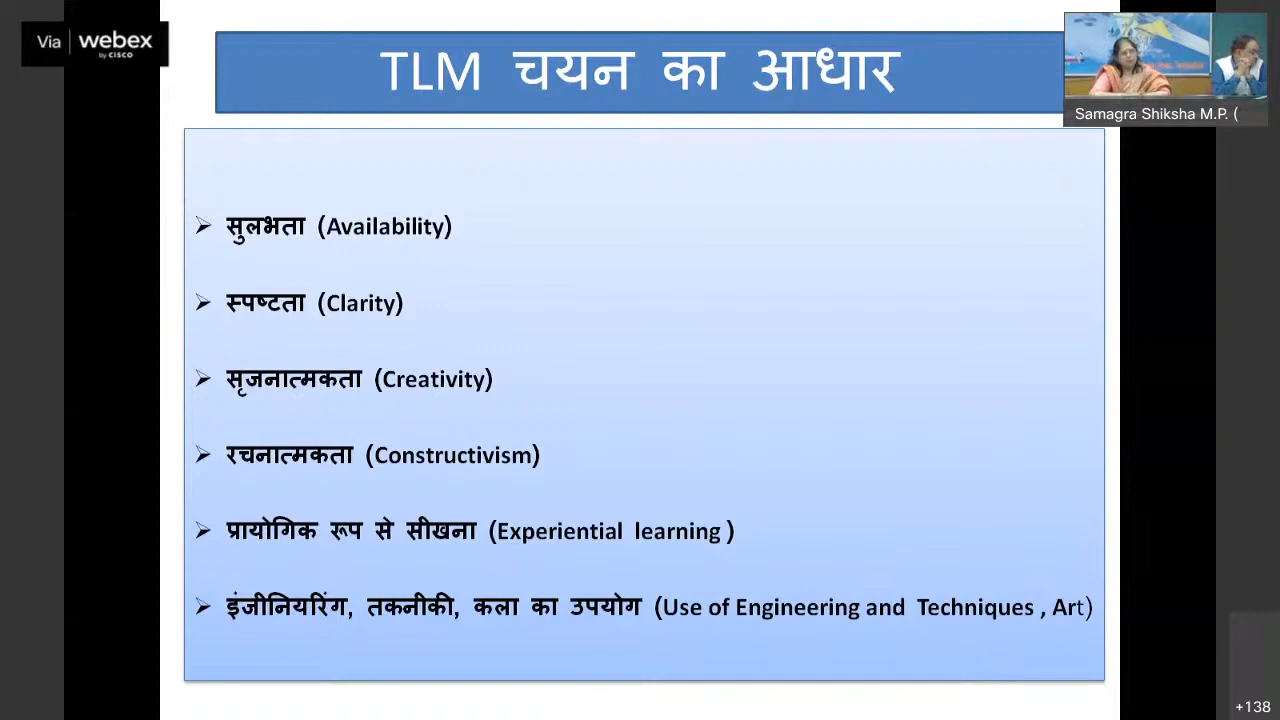 Via webex
by CISCO
TLM चयन का आधार
Samagra Shiksha M.P. (
सुलभता (Availability)
स्पष्टता (Clarity)
सृजनात्मकता (Creativity)
रचनात्मकता (Constructivism)
प्रायोगिक रूप से सीखना (Experiential learning )
इंजीनियरिंग, तकनीकी, कला का उपयोग (Use of Engineering and Techniques , Art)
+138